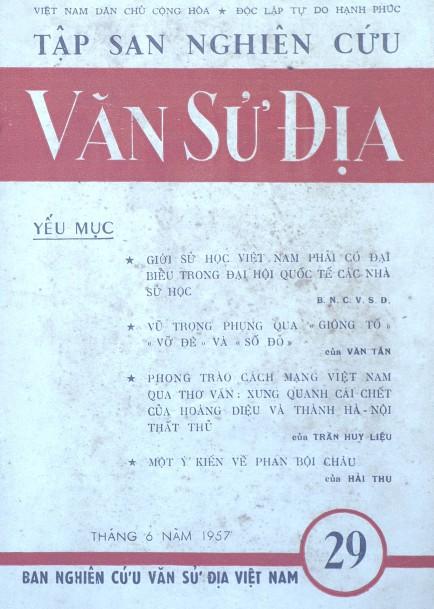 VIỆT NAM DÂN CHỦ CỘNG HÒA ★ ĐỘC LẬP TỰ DO HẠNH PHÚC
TẬP SAN NGHIÊN CỨU
VĂN SỬ ĐỊA
YẾU MỤC
★ GIỚI SỬ HỌC VIỆT NAM PHẢI CÓ ĐẠI
BIỂU TRONG ĐẠI HỘI QUỐC TẾ CÁC NHÀ
SỬ HỌC
B. N. C. V. S. D.
★ VŨ TRỌNG PHỤNG QUA « GIÔNG TỐ »
« VỠ ĐÊ » VÀ « SỐ ĐỎ »
của VĂN TÂN
★ PHONG TRÀO CÁCH MẠNG VIỆT NAM
QUA THƠ VĂN : XUNG QUANH CÁI CHẾT
CỦA HOÀNG DIỆU VÀ THÀNH HÀ-NỘI
THẤT THỦ
của TRẦN HUY LIỆU
★ MỘT Ý KIẾN VỀ PHAN BỘI CHÂU
của HẢI THU
THÁNG 6 NĂM 1957
29
BAN NGHIÊN CỨU VĂN SỬ ĐỊA VIỆT NAM